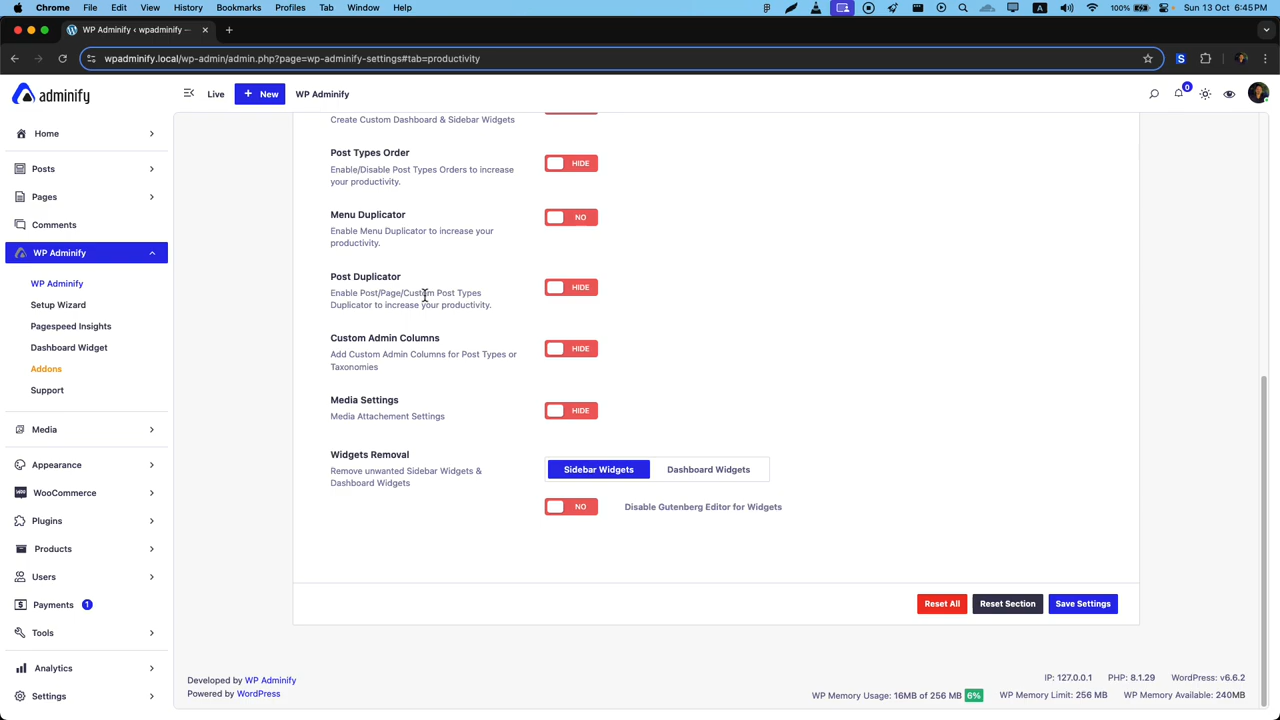 Chrome File Edit View History Bookmarks Profiles Tab Window Help
100% Sun 13 Oct 6:45 PM
WP Adminify ‹ wpadminify —
wpadminify.local/wp-admin/admin.php?page=wp-adminify-settings#tab=productivity
adminify
Live
+ New
WP Adminify
0
Home
Posts
Pages
Comments
WP Adminify
WP Adminify
Setup Wizard
Pagespeed Insights
Dashboard Widget
Addons
Support
Media
Appearance
WooCommerce
Plugins
Products
Users
Payments 1
Tools
Analytics
Settings
Create Custom Dashboard & Sidebar Widgets
Post Types Order
Enable/Disable Post Types Orders to increase
your productivity.
HIDE
Menu Duplicator
Enable Menu Duplicator to increase your
productivity.
NO
Post Duplicator
Enable Post/Page/Custom Post Types
Duplicator to increase your productivity.
HIDE
Custom Admin Columns
Add Custom Admin Columns for Post Types or
Taxonomies
HIDE
Media Settings
Media Attachement Settings
HIDE
Widgets Removal
Remove unwanted Sidebar Widgets &
Dashboard Widgets
Sidebar Widgets
Dashboard Widgets
NO
Disable Gutenberg Editor for Widgets
Reset All
Reset Section
Save Settings
Developed by WP Adminify
Powered by WordPress
IP: 127.0.0.1 PHP: 8.1.29 WordPress: v6.6.2
WP Memory Usage: 16MB of 256 MB 6% WP Memory Limit: 256 MB WP Memory Available: 240MB